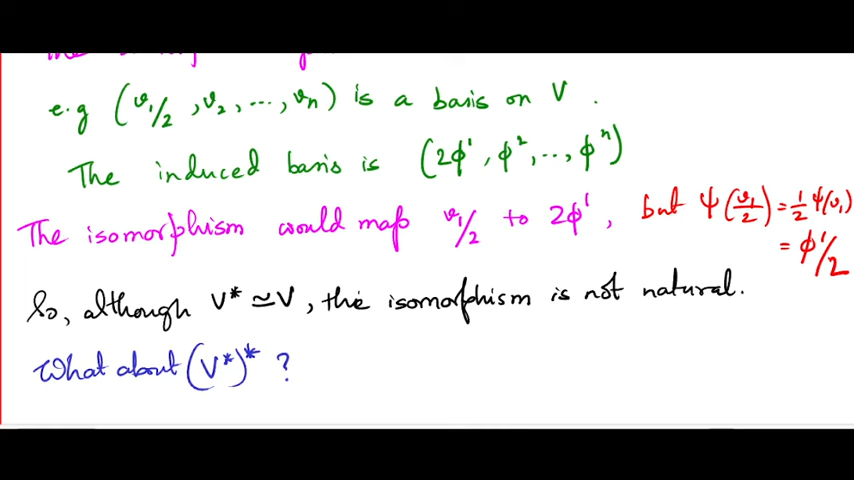 e.g (v₁/2, v₂, ..., vₙ) is a basis on V.
The induced basis is (2ϕ¹, ϕ², ..., ϕⁿ)
The isomorphism would map v₁/2 to 2ϕ¹, but ψ(v₁/2) = 1/2 ψ(v₁)
= ϕ¹/2
So, although V* ≃ V, the isomorphism is not natural.
What about (V*)* ?